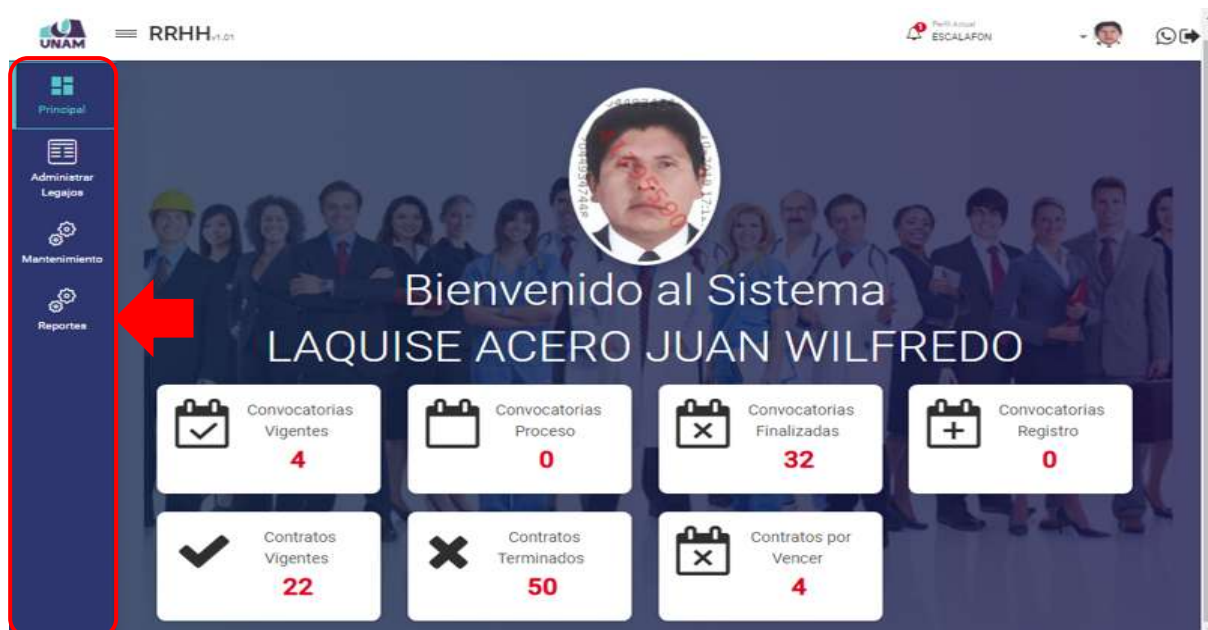 UNAM
RRHH v1.01
Perfil Actual
ESCALAFON
Principal
Administrar
Legajos
Mantenimiento
Reportes
Bienvenido al Sistema
LAQUISE ACERO JUAN WILFREDO
Convocatorias
Vigentes
4
Convocatorias
Proceso
0
Convocatorias
Finalizadas
32
Convocatorias
Registro
0
Contratos
Vigentes
22
Contratos
Terminados
50
Contratos por
Vencer
4